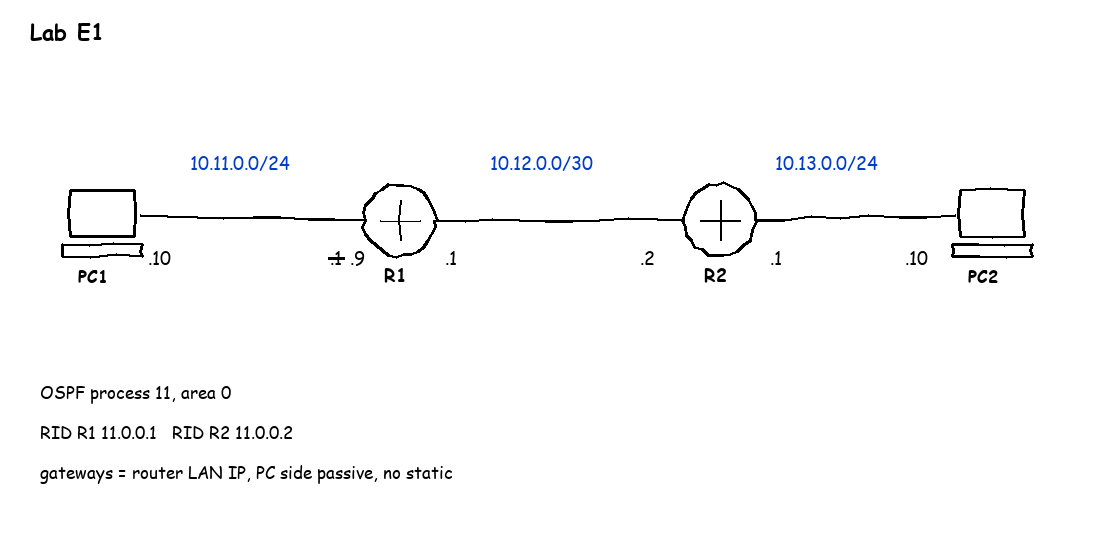 Lab E1
10.11.0.0/24 10.12.0.0/30 10.13.0.0/24
.10 .1 .9 .1 .2 .1 .10
PC1 R1 R2 PC2
OSPF process 11, area 0
RID R1 11.0.0.1 RID R2 11.0.0.2
gateways = router LAN IP, PC side passive, no static